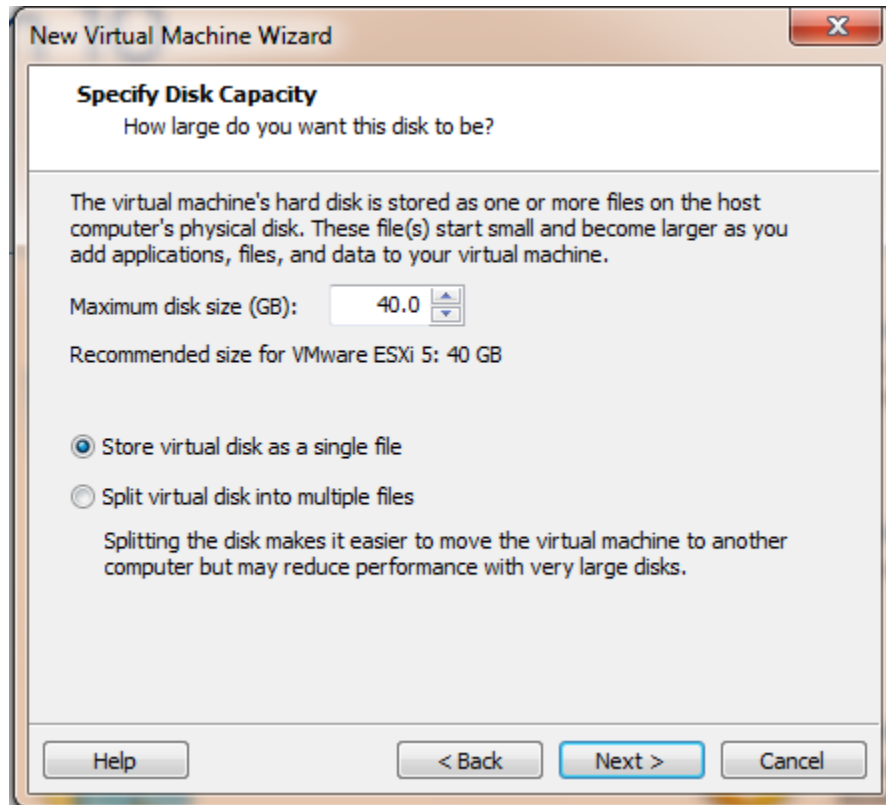 New Virtual Machine Wizard
Specify Disk Capacity
How large do you want this disk to be?
The virtual machine's hard disk is stored as one or more files on the host
computer's physical disk. These file(s) start small and become larger as you
add applications, files, and data to your virtual machine.
Maximum disk size (GB): 40.0
Recommended size for VMware ESXi 5: 40 GB
Store virtual disk as a single file
Split virtual disk into multiple files
Splitting the disk makes it easier to move the virtual machine to another
computer but may reduce performance with very large disks.
Help < Back Next > Cancel